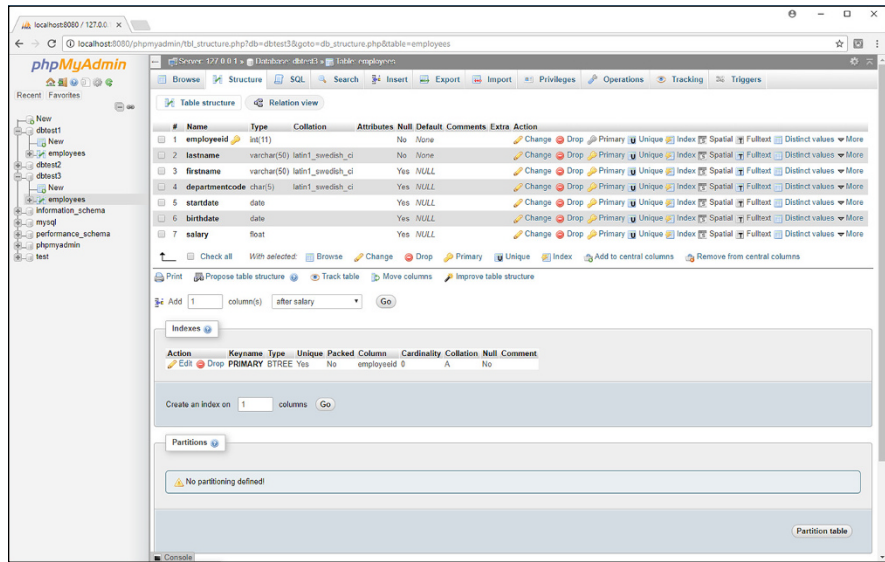 localhost:8080 / 127.0.0.1
localhost:8080/phpmyadmin/tbl_structure.php?db=dbtest3&goto=db_structure.php&table=employees
phpMyAdmin
Recent Favorites
New
dbtest1
New
employees
dbtest2
dbtest3
New
employees
information_schema
mysql
performance_schema
phpmyadmin
test
Server: 127.0.0.1 » Database: dbtest3 » Table: employees
Browse Structure SQL Search Insert Export Import Privileges Operations Tracking Triggers
Table structure Relation view
# Name Type Collation Attributes Null Default Comments Extra Action
1 employeeid int(11) No None Change Drop Primary Unique Index Spatial Fulltext Distinct values More
2 lastname varchar(50) latin1_swedish_ci No None Change Drop Primary Unique Index Spatial Fulltext Distinct values More
3 firstname varchar(50) latin1_swedish_ci Yes NULL Change Drop Primary Unique Index Spatial Fulltext Distinct values More
4 departmentcode char(5) latin1_swedish_ci Yes NULL Change Drop Primary Unique Index Spatial Fulltext Distinct values More
5 startdate date Yes NULL Change Drop Primary Unique Index Spatial Fulltext Distinct values More
6 birthdate date Yes NULL Change Drop Primary Unique Index Spatial Fulltext Distinct values More
7 salary float Yes NULL Change Drop Primary Unique Index Spatial Fulltext Distinct values More
Check all With selected: Browse Change Drop Primary Unique Index Add to central columns Remove from central columns
Print Propose table structure Track table Move columns Improve table structure
Add 1 column(s) after salary Go
Indexes
Action Keyname Type Unique Packed Column Cardinality Collation Null Comment
Edit Drop PRIMARY BTREE Yes No employeeid 0 A No
Create an index on 1 columns Go
Partitions
No partitioning defined!
Partition table
Console